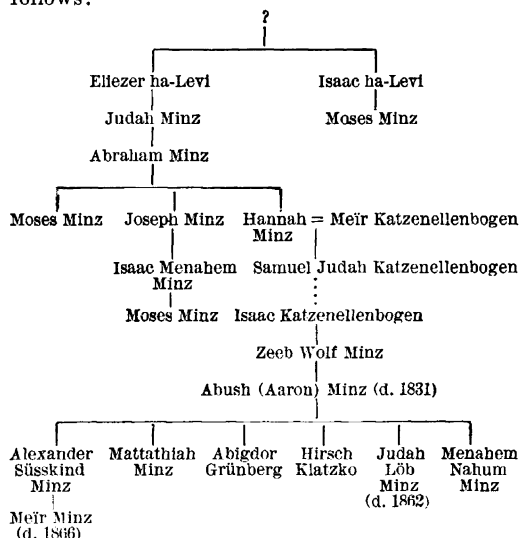 follows:
?
Eliezer ha-Levi Isaac ha-Levi
Judah Minz Moses Minz
Abraham Minz
Moses Minz Joseph Minz Hannah = Meïr Katzenellenbogen
Minz
Isaac Menahem Samuel Judah Katzenellenbogen
Minz
Moses Minz Isaac Katzenellenbogen
Zeeb Wolf Minz
Abush (Aaron) Minz (d. 1831)
Alexander Mattathiah Abigdor Hirsch Judah Menahem
Süsskind Minz Grünberg Klatzko Löb Nahum
Minz Minz Minz
(d. 1862)
Meïr Minz
(d. 1866)